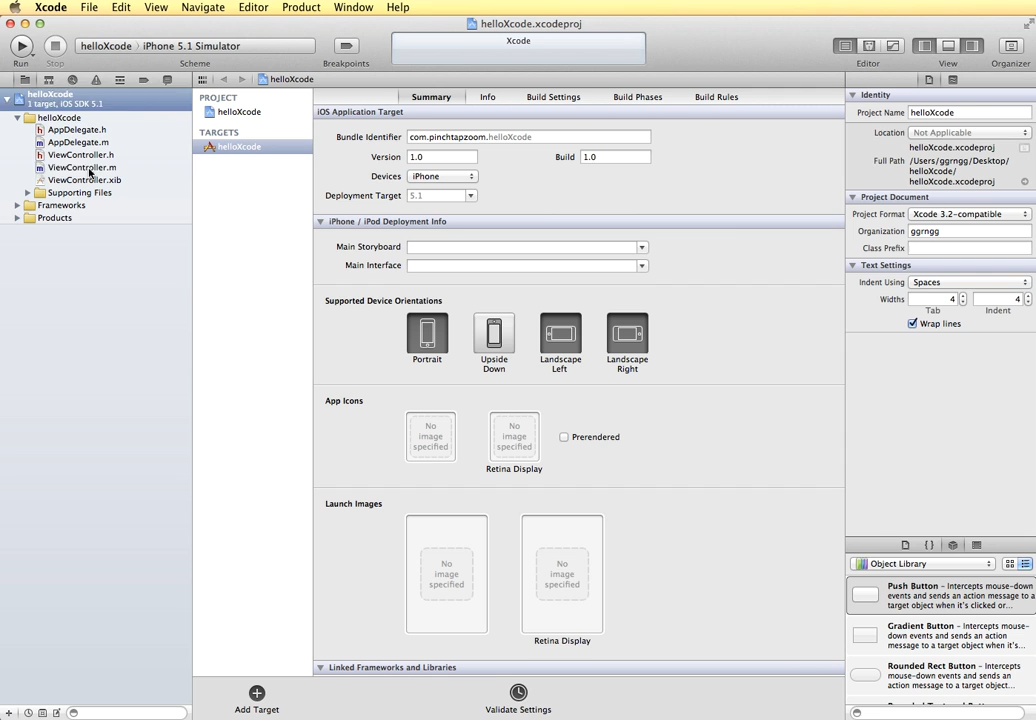 Xcode File Edit View Navigate Editor Product Window Help
helloXcode.xcodeproj
helloXcode iPhone 5.1 Simulator
Xcode
Run Stop Scheme Breakpoints Editor View Organizer
helloXcode
1 target, iOS SDK 5.1
helloXcode
AppDelegate.h
AppDelegate.m
ViewController.h
ViewController.m
ViewController.xib
Supporting Files
Frameworks
Products
helloXcode
PROJECT
helloXcode
TARGETS
helloXcode
Summary Info Build Settings Build Phases Build Rules
iOS Application Target
Bundle Identifier com.pinchtapzoom.helloXcode
Version 1.0 Build 1.0
Devices iPhone
Deployment Target 5.1
iPhone / iPod Deployment Info
Main Storyboard
Main Interface
Supported Device Orientations
Portrait
Upside
Down
Landscape
Left
Landscape
Right
App Icons
No
image
specified
No
image
specified
Prerendered
Retina Display
Launch Images
No
image
specified
No
image
specified
Retina Display
Linked Frameworks and Libraries
Add Target
Validate Settings
Identity
Project Name helloXcode
Location Not Applicable
helloXcode.xcodeproj
Full Path /Users/ggrngg/Desktop/
helloXcode/
helloXcode.xcodeproj
Project Document
Project Format Xcode 3.2-compatible
Organization ggrngg
Class Prefix
Text Settings
Indent Using Spaces
Widths 4 4
Tab Indent
Wrap lines
{}
Object Library
Push Button - Intercepts mouse-down
events and sends an action message to a
target object when it's clicked or...
Gradient Button - Intercepts mouse-
down events and sends an action
message to a target object when it's...
Rounded Rect Button - Intercepts
mouse-down events and sends an
action message to a target object...